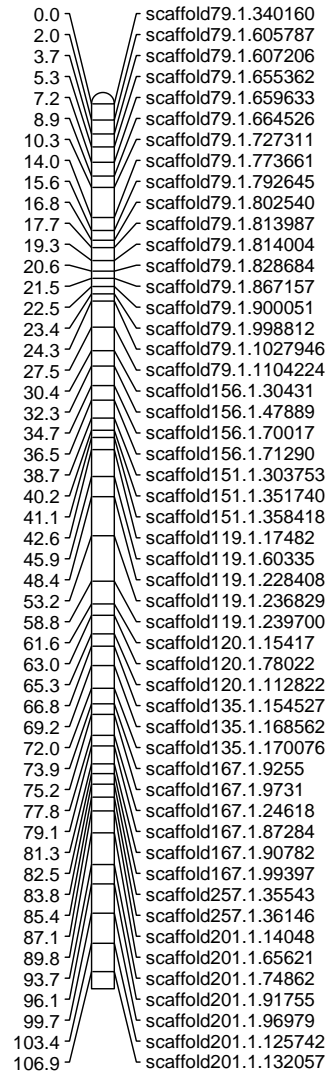 0.0 scaffold79.1.340160
2.0 scaffold79.1.605787
3.7 scaffold79.1.607206
5.3 scaffold79.1.655362
7.2 scaffold79.1.659633
8.9 scaffold79.1.664526
10.3 scaffold79.1.727311
14.0 scaffold79.1.773661
15.6 scaffold79.1.792645
16.8 scaffold79.1.802540
17.7 scaffold79.1.813987
19.3 scaffold79.1.814004
20.6 scaffold79.1.828684
21.5 scaffold79.1.867157
22.5 scaffold79.1.900051
23.4 scaffold79.1.998812
24.3 scaffold79.1.1027946
27.5 scaffold79.1.1104224
30.4 scaffold156.1.30431
32.3 scaffold156.1.47889
34.7 scaffold156.1.70017
36.5 scaffold156.1.71290
38.7 scaffold151.1.303753
40.2 scaffold151.1.351740
41.1 scaffold151.1.358418
42.6 scaffold119.1.17482
45.9 scaffold119.1.60335
48.4 scaffold119.1.228408
53.2 scaffold119.1.236829
58.8 scaffold119.1.239700
61.6 scaffold120.1.15417
63.0 scaffold120.1.78022
65.3 scaffold120.1.112822
66.8 scaffold135.1.154527
69.2 scaffold135.1.168562
72.0 scaffold135.1.170076
73.9 scaffold167.1.9255
75.2 scaffold167.1.9731
77.8 scaffold167.1.24618
79.1 scaffold167.1.87284
81.3 scaffold167.1.90782
82.5 scaffold167.1.99397
83.8 scaffold257.1.35543
85.4 scaffold257.1.36146
87.1 scaffold201.1.14048
89.8 scaffold201.1.65621
93.7 scaffold201.1.74862
96.1 scaffold201.1.91755
99.7 scaffold201.1.96979
103.4 scaffold201.1.125742
106.9 scaffold201.1.132057